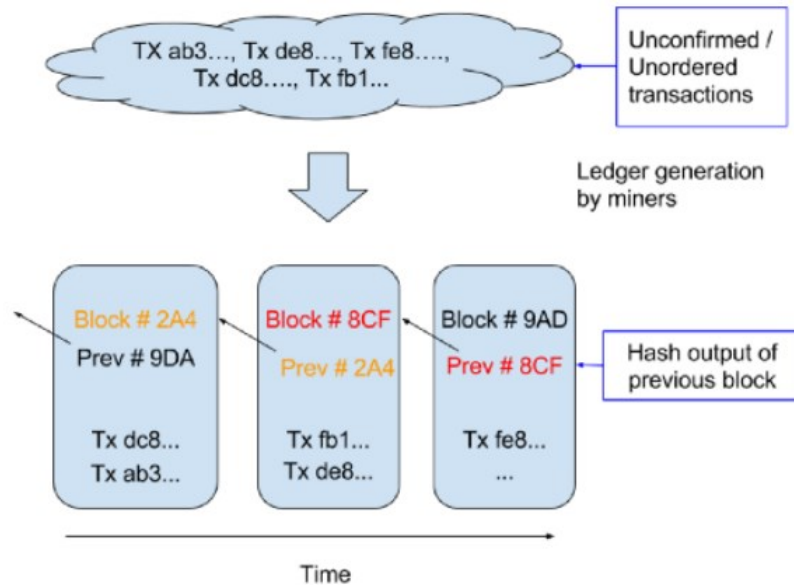 TX ab3..., Tx de8..., Tx fe8....,
Tx dc8...., Tx fb1...
Unconfirmed /
Unordered
transactions
Ledger generation
by miners
Block # 2A4
Prev # 9DA
Tx dc8...
Tx ab3...
Block # 8CF
Prev # 2A4
Tx fb1...
Tx de8...
Block # 9AD
Prev # 8CF
Tx fe8...
...
Hash output of
previous block
Time